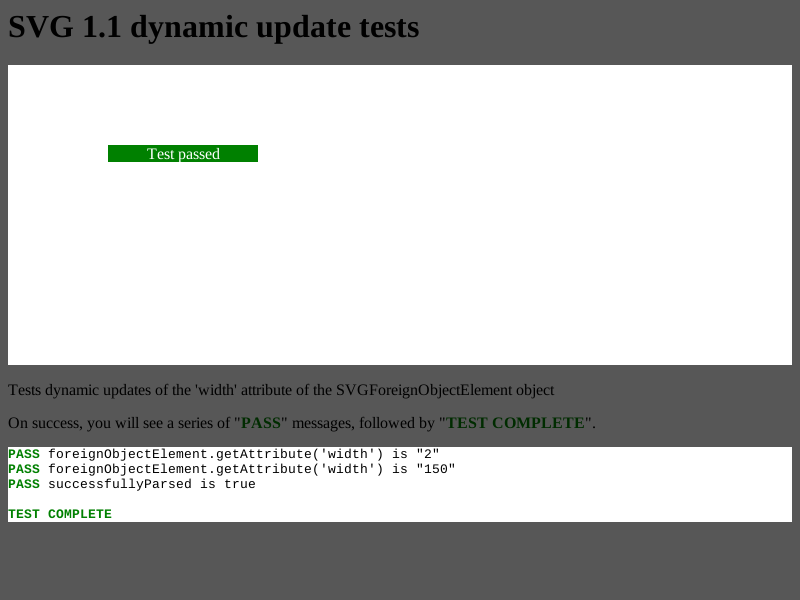 SVG 1.1 dynamic update tests
Test passed
Tests dynamic updates of the 'width' attribute of the SVGForeignObjectElement object
On success, you will see a series of "PASS" messages, followed by "TEST COMPLETE".
PASS foreignObjectElement.getAttribute('width') is "2"
PASS foreignObjectElement.getAttribute('width') is "150"
PASS successfullyParsed is true
TEST COMPLETE